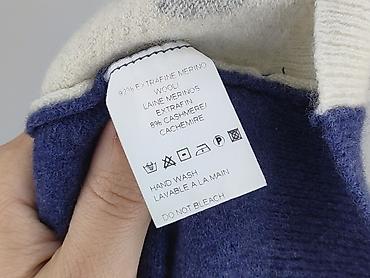 92% EXTRAFINE MERINO
WOOL/
LAINE MERINOS
EXTRAFIN
8% CASHMERE/
CACHEMIRE
P
HAND WASH
LAVABLE A LA MAIN
DO NOT BLEACH